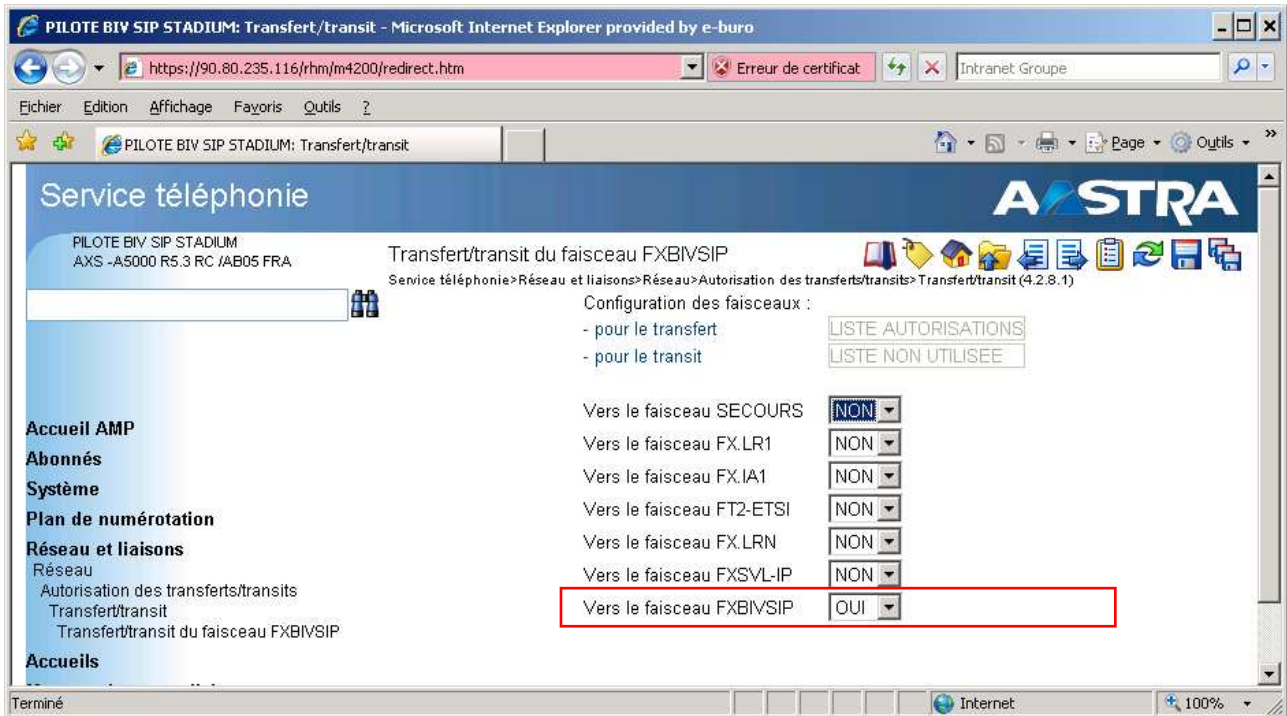 PILOTE BIV SIP STADIUM: Transfert/transit - Microsoft Internet Explorer provided by e-buro
https://90.80.235.116/rhm/m4200/redirect.htm
Erreur de certificat
Intranet Groupe
Fichier Edition Affichage Favoris Outils ?
PILOTE BIV SIP STADIUM: Transfert/transit
Page
Outils
Service téléphonie
AASTRA
PILOTE BIV SIP STADIUM
AXS -A5000 R5.3 RC /AB05 FRA
Transfert/transit du faisceau FXBIVSIP
Service téléphonie>Réseau et liaisons>Réseau>Autorisation des transferts/transits>Transfert/transit (4.2.8.1)
Configuration des faisceaux :
- pour le transfert LISTE AUTORISATIONS
- pour le transit LISTE NON UTILISEE
Vers le faisceau SECOURS NON
Vers le faisceau FX.LR1 NON
Vers le faisceau FX.IA1 NON
Vers le faisceau FT2-ETSI NON
Vers le faisceau FX.LRN NON
Vers le faisceau FXSVL-IP NON
Vers le faisceau FXBIVSIP OUI
Accueil AMP
Abonnés
Système
Plan de numérotation
Réseau et liaisons
Réseau
Autorisation des transferts/transits
Transfert/transit
Transfert/transit du faisceau FXBIVSIP
Accueils
Terminé
Internet
100%